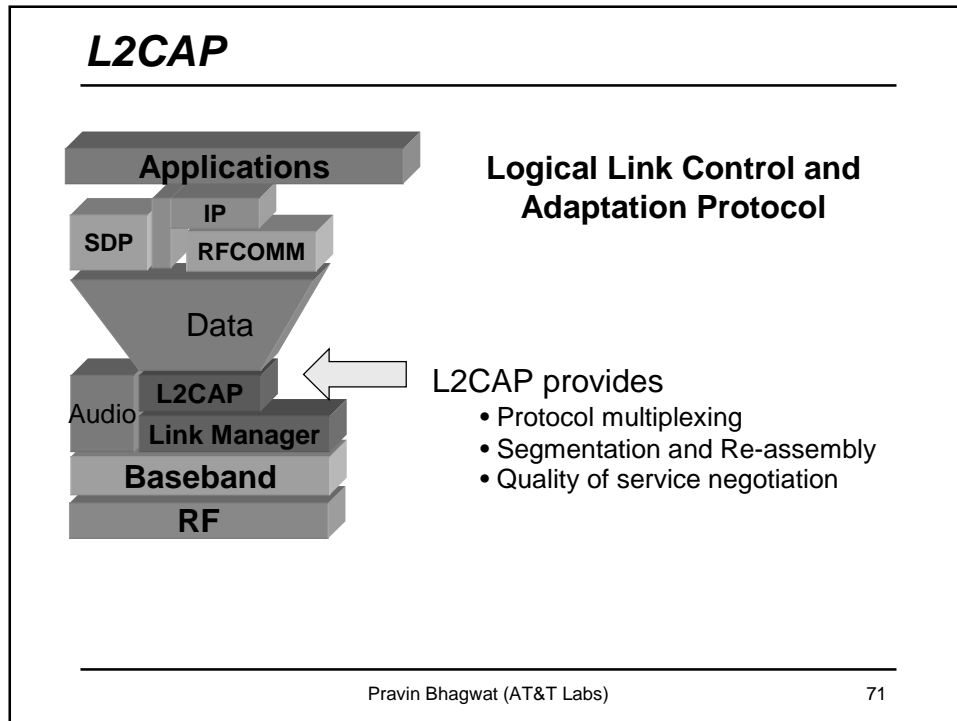 L2CAP
Applications
IP
SDP
RFCOMM
Data
L2CAP
Audio
Link Manager
Baseband
RF
Logical Link Control and
Adaptation Protocol
L2CAP provides
• Protocol multiplexing
• Segmentation and Re-assembly
• Quality of service negotiation
Pravin Bhagwat (AT&T Labs)
71